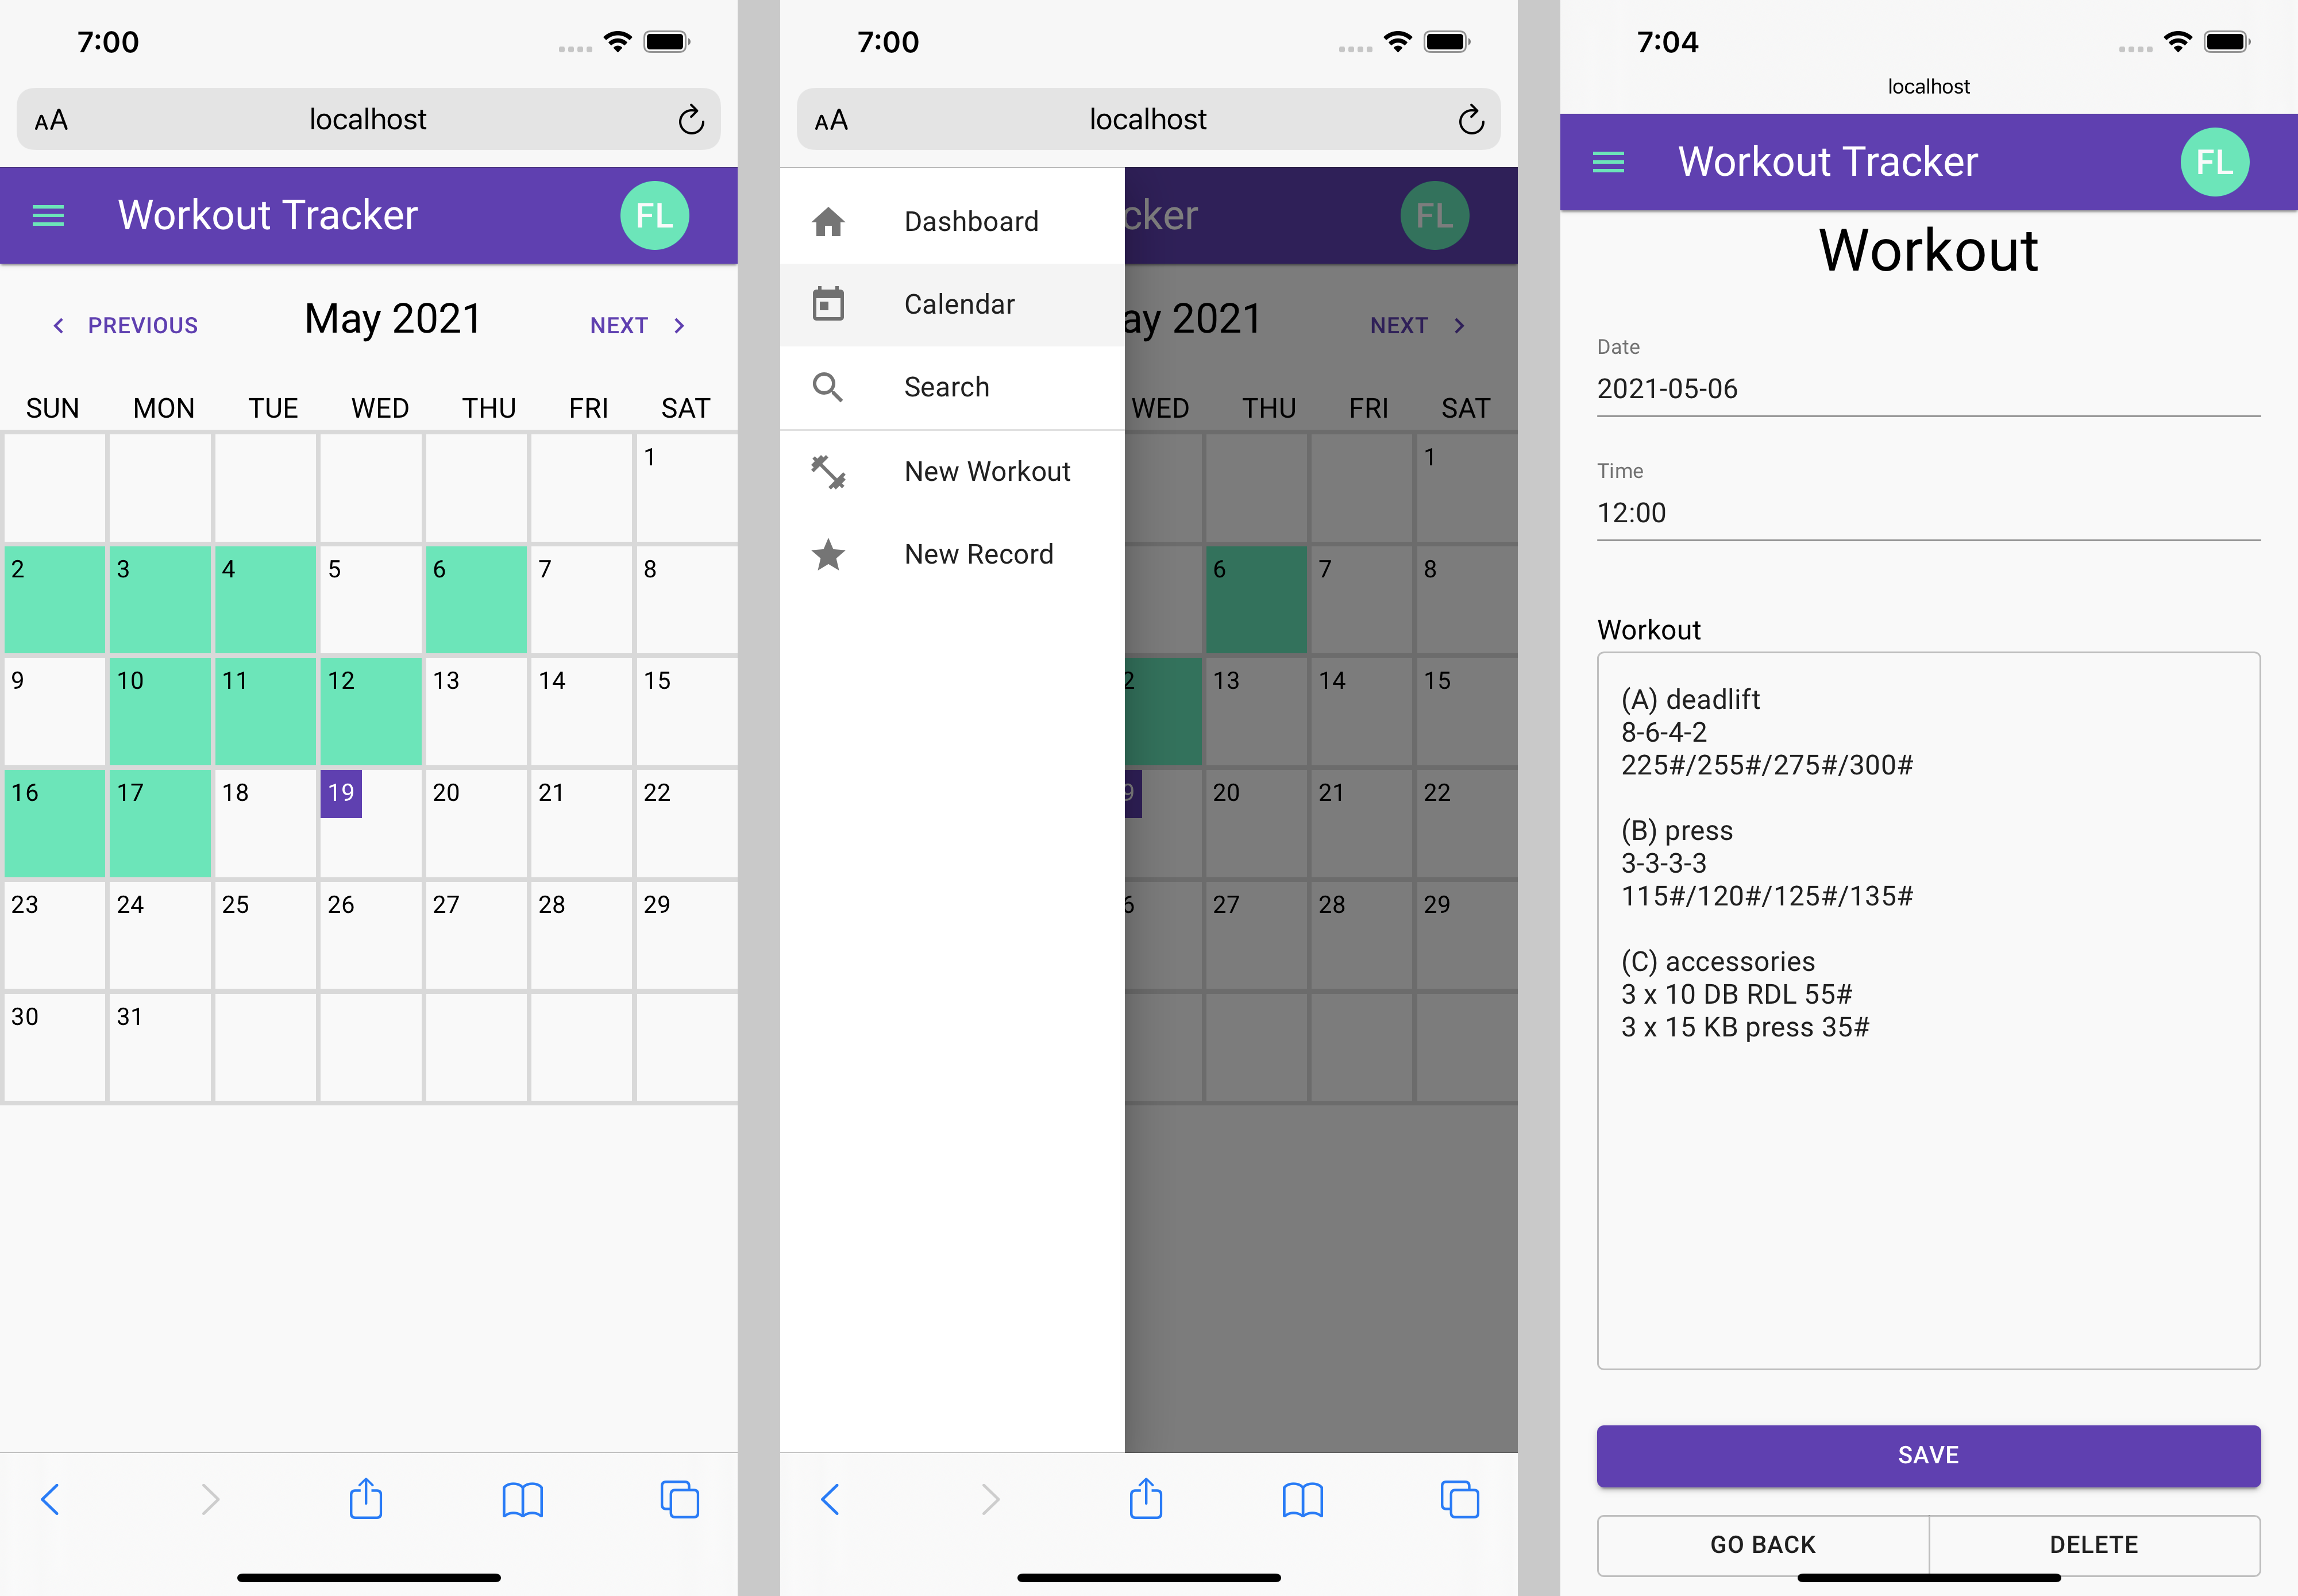 7:00
AA localhost
Workout Tracker FL
PREVIOUS May 2021 NEXT
SUN MON TUE WED THU FRI SAT
1
2 3 4 5 6 7 8
9 10 11 12 13 14 15
16 17 18 19 20 21 22
23 24 25 26 27 28 29
30 31
7:00
AA localhost
cker FL
Dashboard
Calendar
Search
New Workout
New Record
ay 2021 NEXT
WED THU FRI SAT
1
6 7 8
2 13 14 15
9 20 21 22
6 27 28 29
7:04
localhost
Workout Tracker FL
Workout
Date
2021-05-06
Time
12:00
Workout
(A) deadlift
8-6-4-2
225#/255#/275#/300#
(B) press
3-3-3-3
115#/120#/125#/135#
(C) accessories
3 x 10 DB RDL 55#
3 x 15 KB press 35#
SAVE
GO BACK DELETE